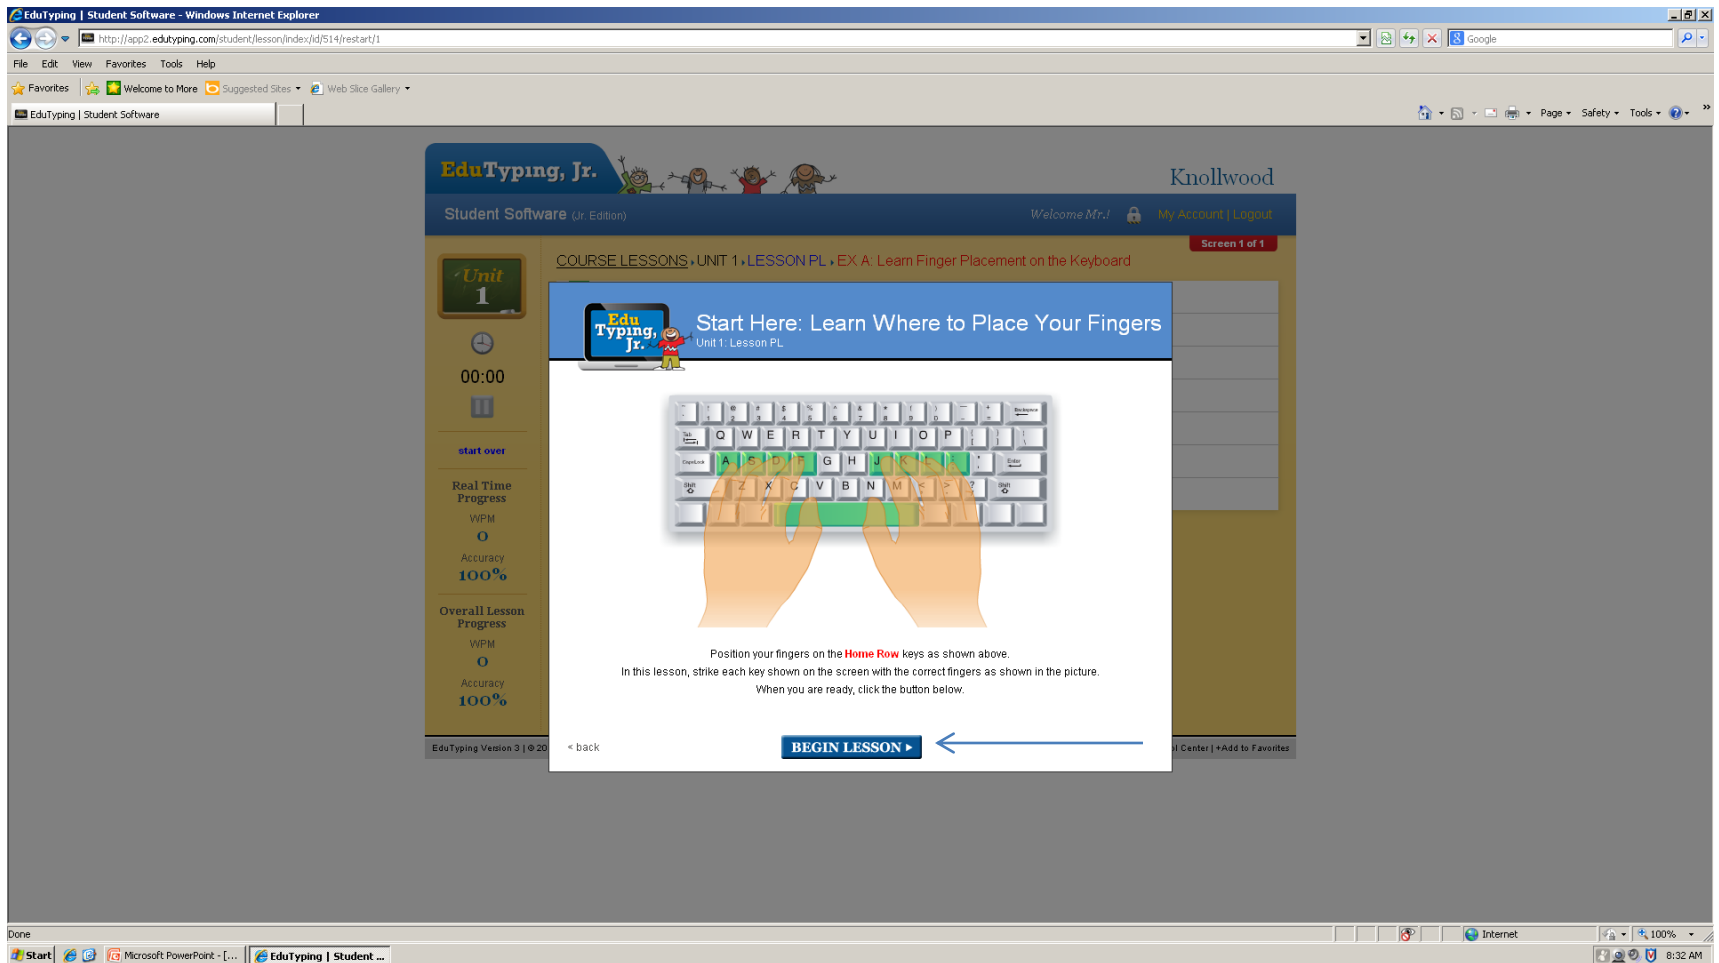 EduTyping | Student Software - Windows Internet Explorer
http://app2.edutyping.com/student/lesson/index/id/514/restart/1
Google
File Edit View Favorites Tools Help
Favorites Welcome to More Suggested Sites Web Slice Gallery
EduTyping | Student Software
Page Safety Tools
EduTyping, Jr.
Knollwood
Student Software (Jr. Edition)
Welcome Mr.! My Account | Logout
Screen 1 of 1
COURSE LESSONS UNIT 1 LESSON PL EX A: Learn Finger Placement on the Keyboard
Unit
1
00:00
start over
Real Time
Progress
WPM
0
Accuracy
100%
Overall Lesson
Progress
WPM
0
Accuracy
100%
Edu
Typing,
Jr.
Start Here: Learn Where to Place Your Fingers
Unit 1: Lesson PL
Backspace
Tab Q W E R T Y U I O P
CapsLock A S D F G H J K L Enter
Shift Z X C V B N M < > ? Shift
Position your fingers on the Home Row keys as shown above.
In this lesson, strike each key shown on the screen with the correct fingers as shown in the picture.
When you are ready, click the button below.
< back
BEGIN LESSON
EduTyping Version 3 | © 20
Center | +Add to Favorites
Done
Internet
100%
Start Microsoft PowerPoint - [... EduTyping | Student ...
8:32 AM